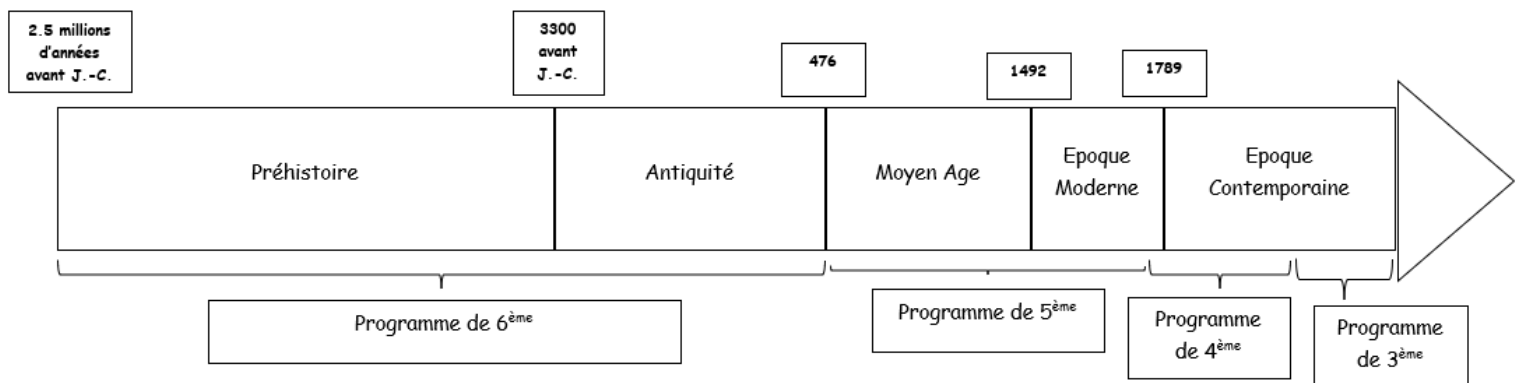 2.5 millions
d'années
avant J.-C.
3300
avant
J.-C.
476
1492
1789
Préhistoire
Antiquité
Moyen Age
Epoque
Moderne
Epoque
Contemporaine
Programme de 6ème
Programme de 5ème
Programme
de 4ème
Programme
de 3ème